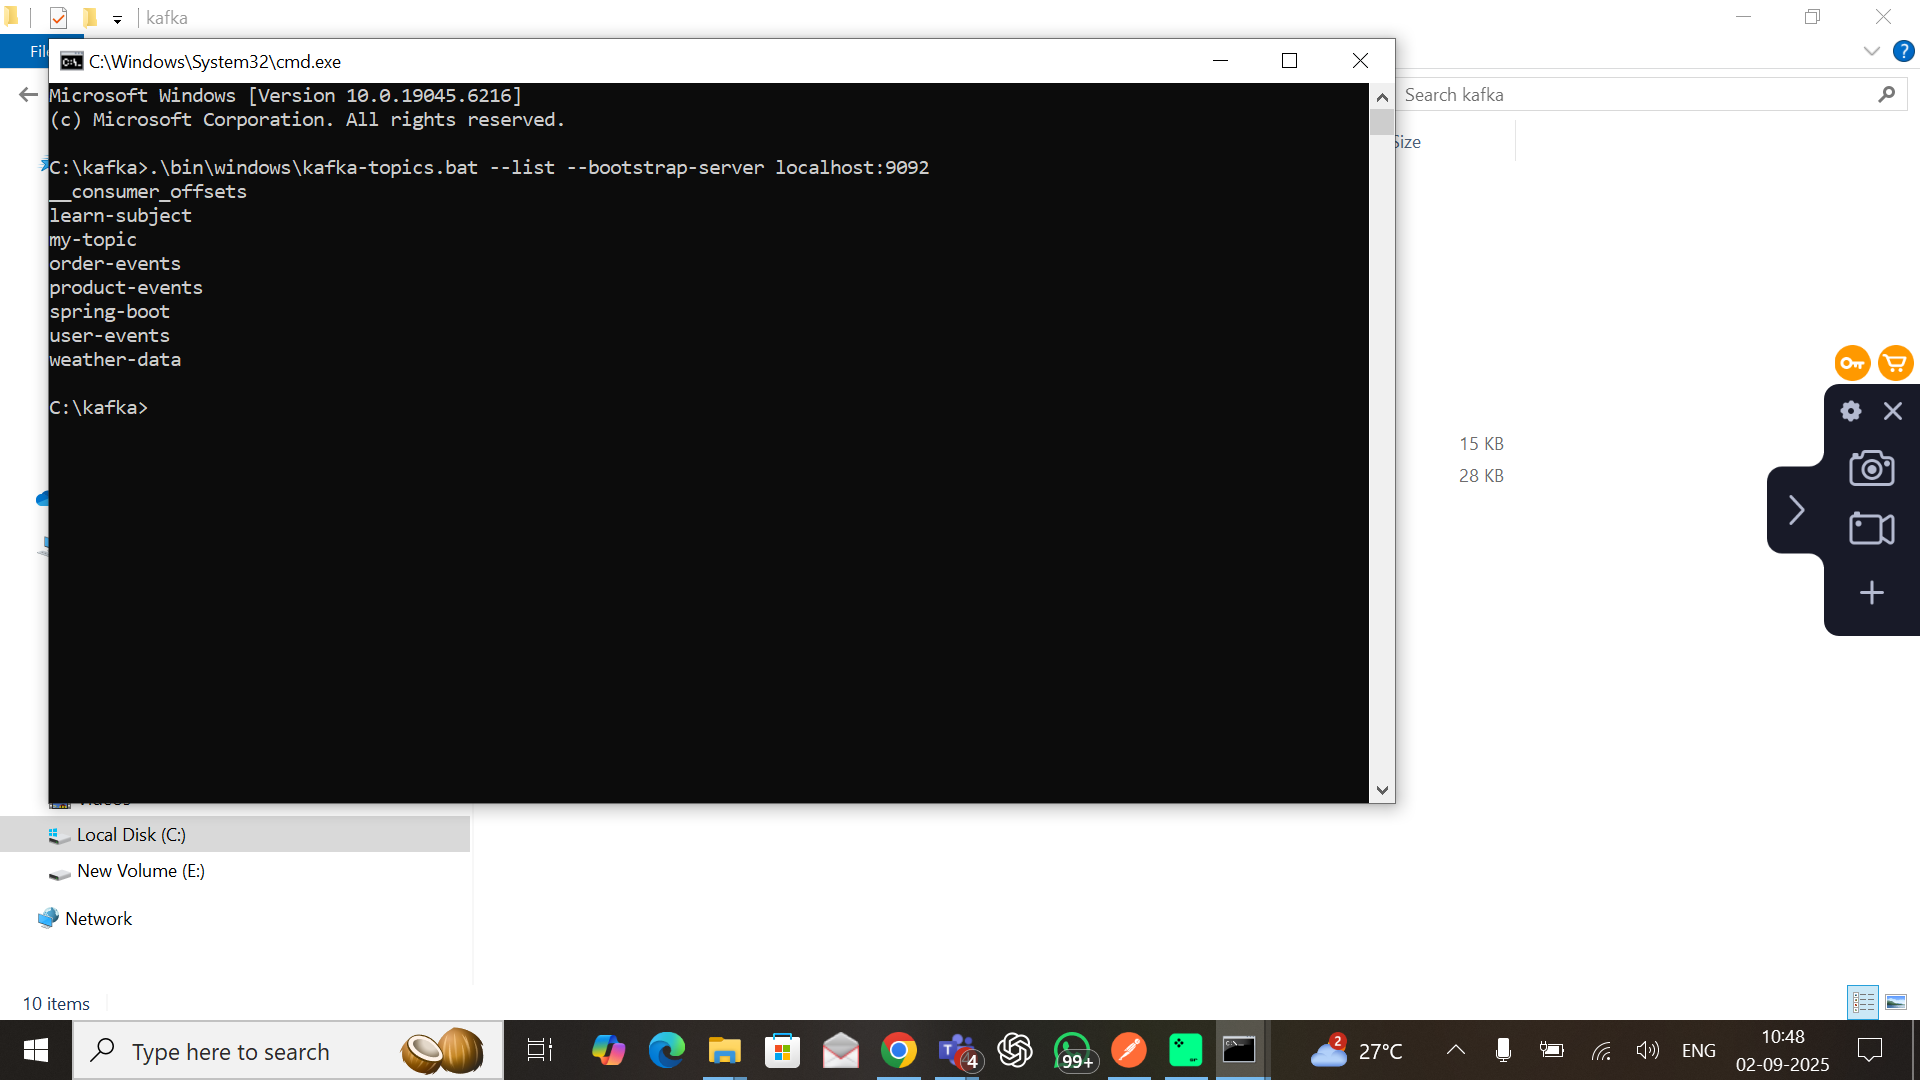 kafka
File
C:\Windows\System32\cmd.exe
Microsoft Windows [Version 10.0.19045.6216]
(c) Microsoft Corporation. All rights reserved.
C:\kafka>.\bin\windows\kafka-topics.bat --list --bootstrap-server localhost:9092
__consumer_offsets
learn-subject
my-topic
order-events
product-events
spring-boot
user-events
weather-data
C:\kafka>
Search kafka
Size
15 KB
28 KB
Local Disk (C:)
New Volume (E:)
Network
10 items
Type here to search
4
99+
2
27°C
ENG
10:48
02-09-2025